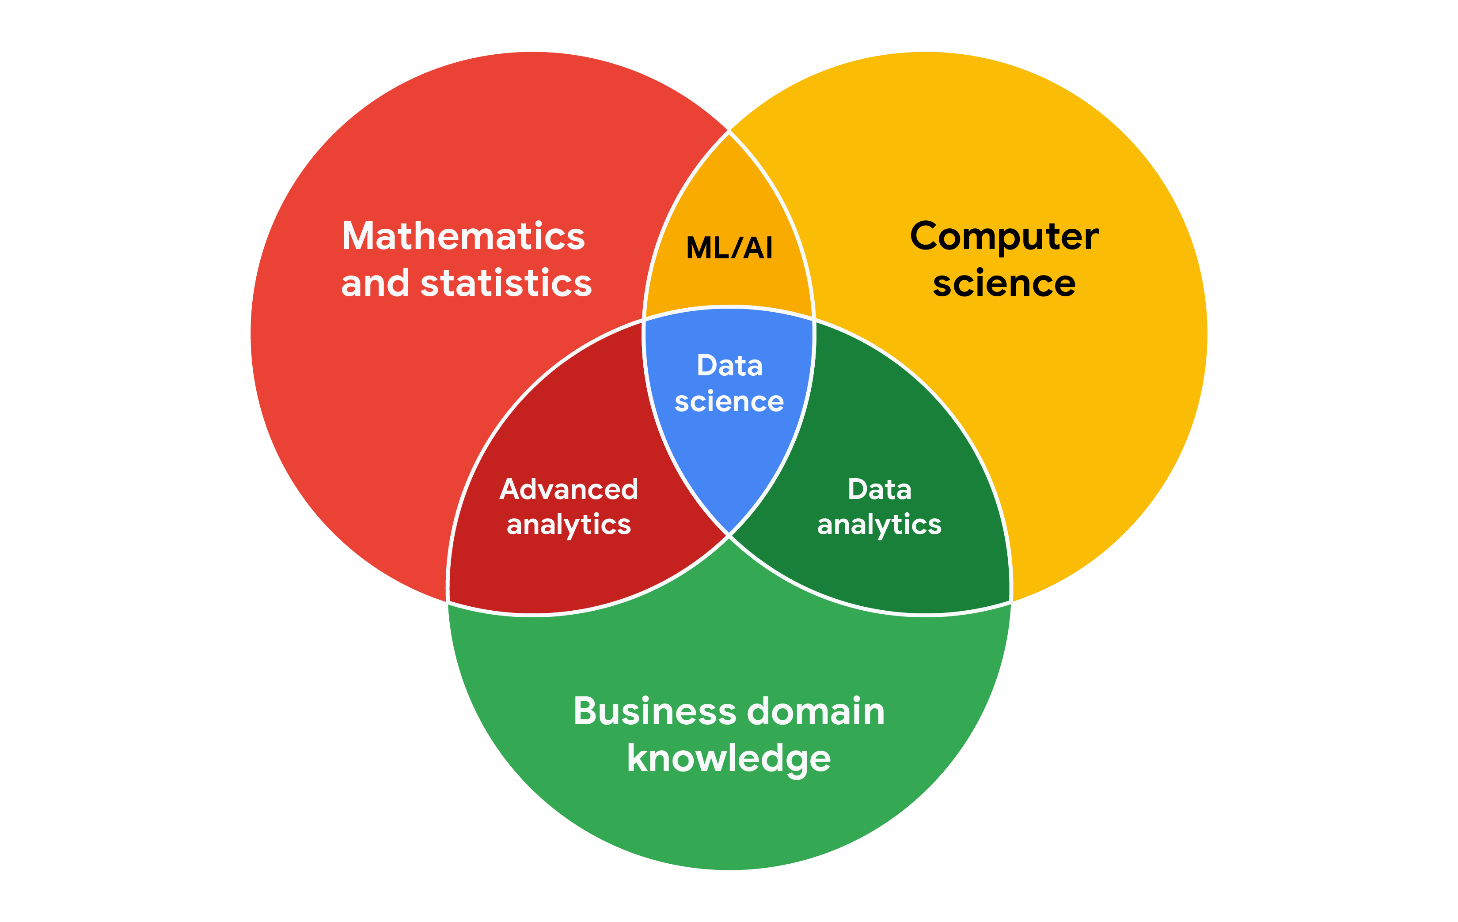 Mathematics
and statistics
ML/AI
Computer
science
Data
science
Advanced
analytics
Data
analytics
Business domain
knowledge